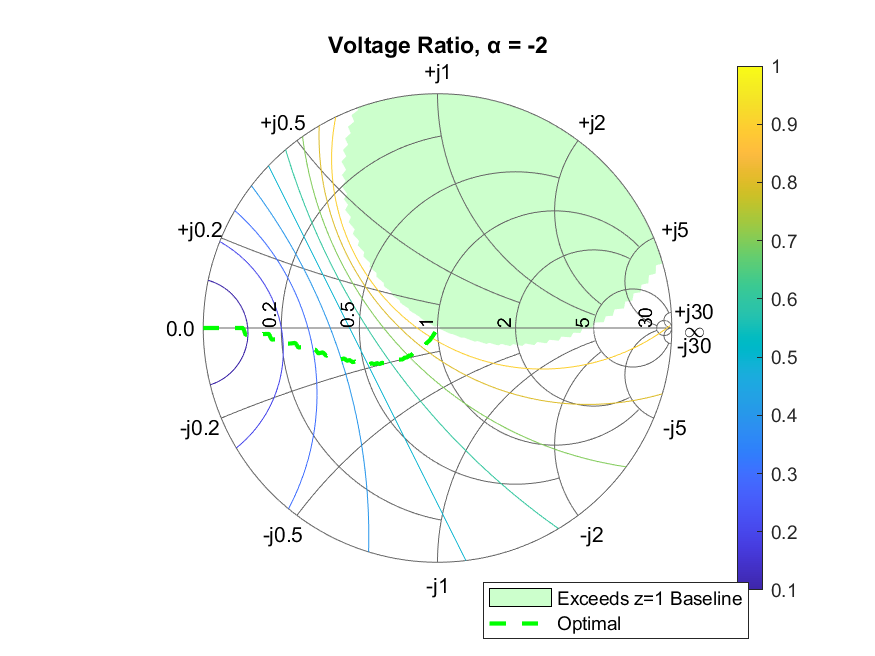 Voltage Ratio, α = -2
+j1
+j0.5
+j2
+j0.2
+j5
0.0
0.2
0.5
1
2
5
30
+j30
∞
-j30
-j0.2
-j5
-j0.5
-j2
-j1
1
0.9
0.8
0.7
0.6
0.5
0.4
0.3
0.2
0.1
Exceeds z=1 Baseline
Optimal